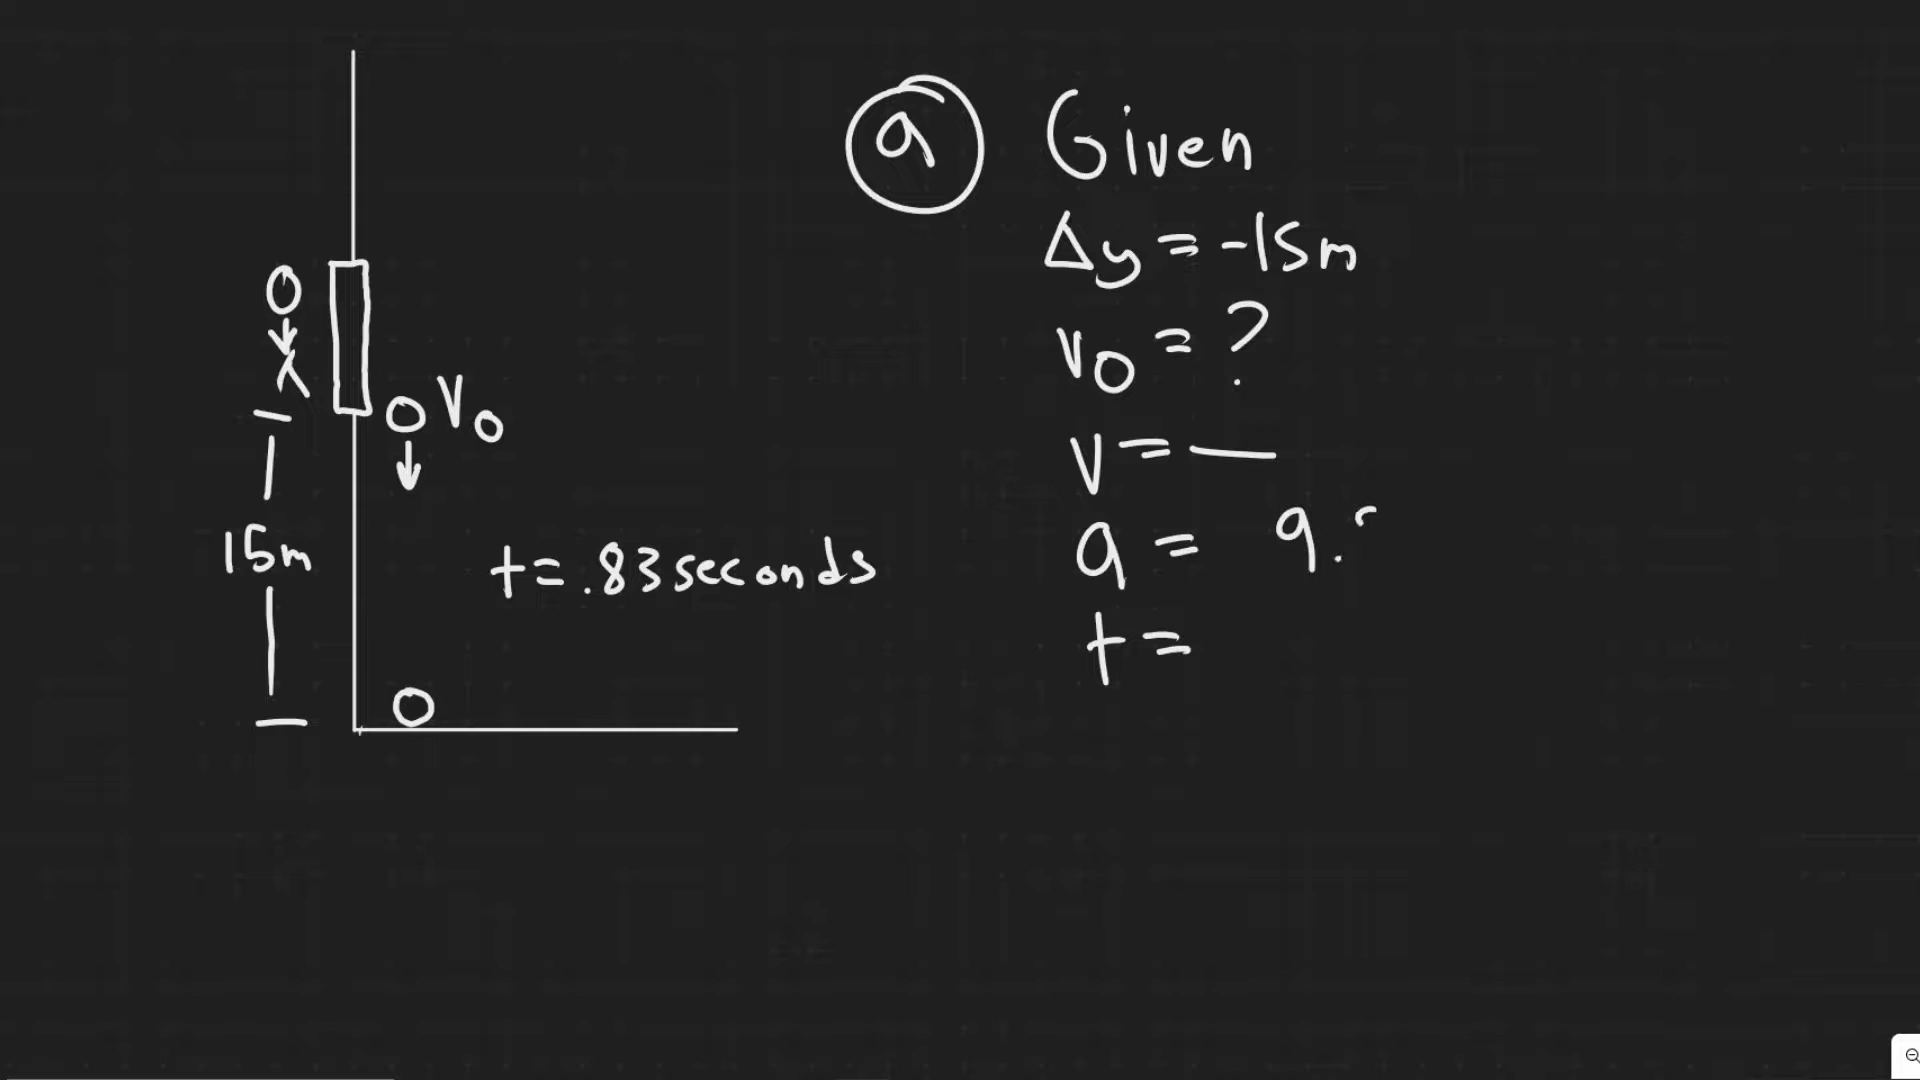 a Given
Δy = -15m
v0 = ?
v = —
a = 9.
t =
v0
15m
t = .83 seconds